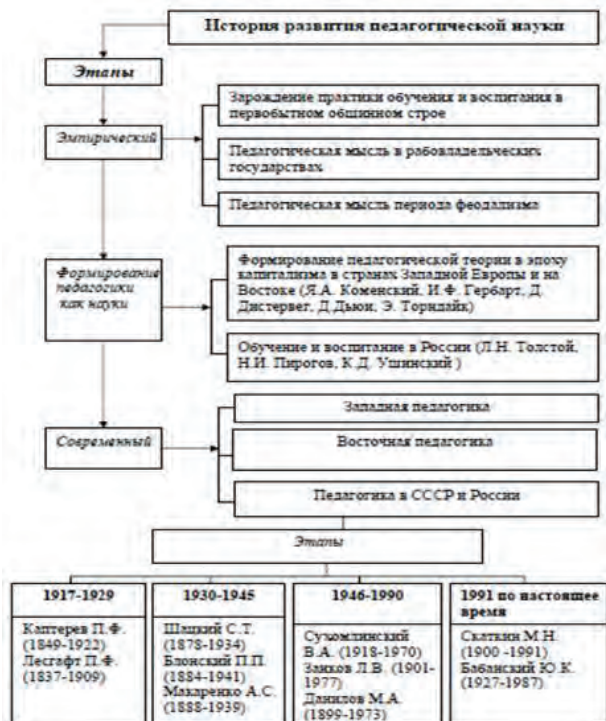 История развития педагогической науки
Этапы
Эмпирический
Зарождение практики обучения и воспитания в
первобытном общинном строе
Педагогическая мысль в рабовладельческих
государствах
Педагогическая мысль периода феодализма
Формирование
педагогики
как науки
Формирование педагогической теории в эпоху
капитализма в странах Западной Европы и на
Востоке (Я.А. Коменский, И.Ф. Гербарт, Д.
Дистервег, Д.Дьюи, Э. Торндайк)
Обучение и воспитание в России (Л.Н. Толстой,
Н.И. Пирогов, К.Д. Ушинский )
Современный
Западная педагогика
Восточная педагогика
Педагогика в СССР и России
Этапы
1917-1929
Каптерев П.Ф.
(1849-1922)
Лесгафт П.Ф.
(1837-1909)
1930-1945
Шацкий С.Т.
(1878-1934)
Блонский П.П.
(1884-1941)
Макаренко А.С.
(1888-1939)
1946-1990
Сухомлинский
В.А. (1918-1970)
Занков Л.В. (1901-
1977)
Данилов М.А.
(1899-1973)
1991 по настоящее
время
Скаткин М.Н.
(1900 -1991)
Бабанский Ю.К.
(1927-1987)